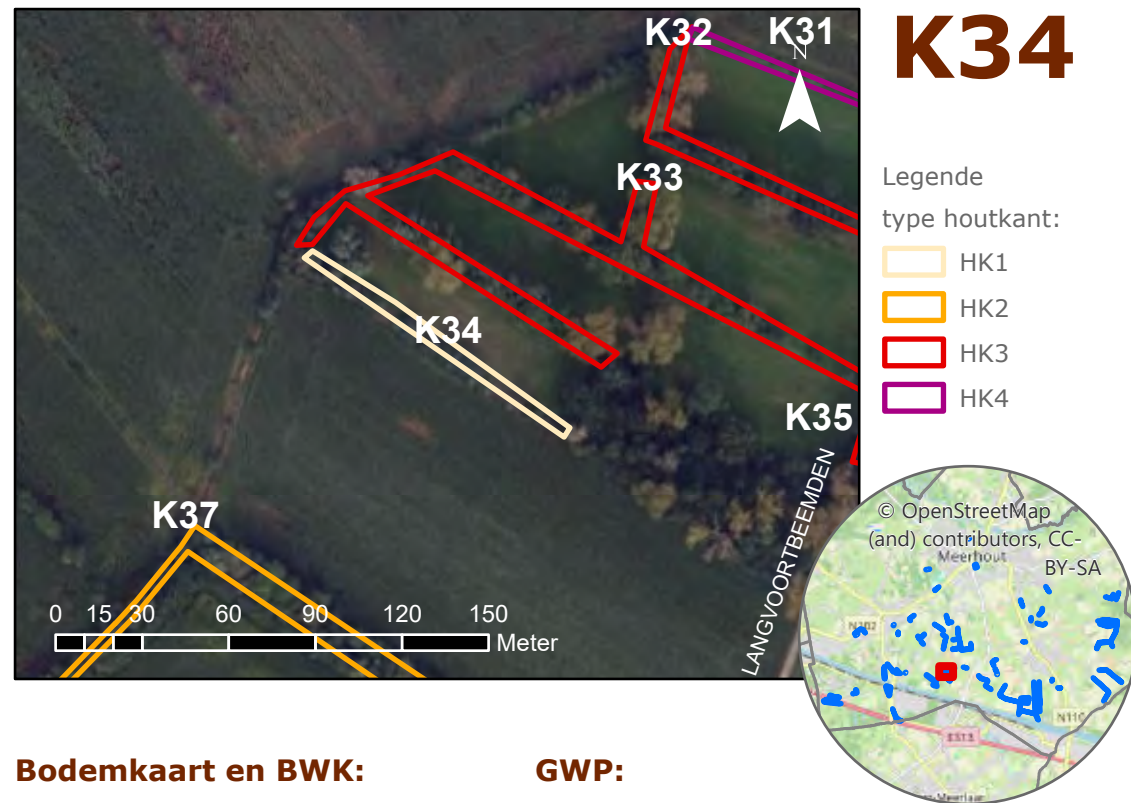 K34
K32
K31
N
K33
K34
K35
K37
LANGVOORTBEEMDEN
0 15 30 60 90 120 150
Meter
Legende
type houtkant:
HK1
HK2
HK3
HK4
© OpenStreetMap
(and) contributors, CC-
BY-SA
Meerhout
N102
N110
E313
Bodemkaart en BWK:
GWP: